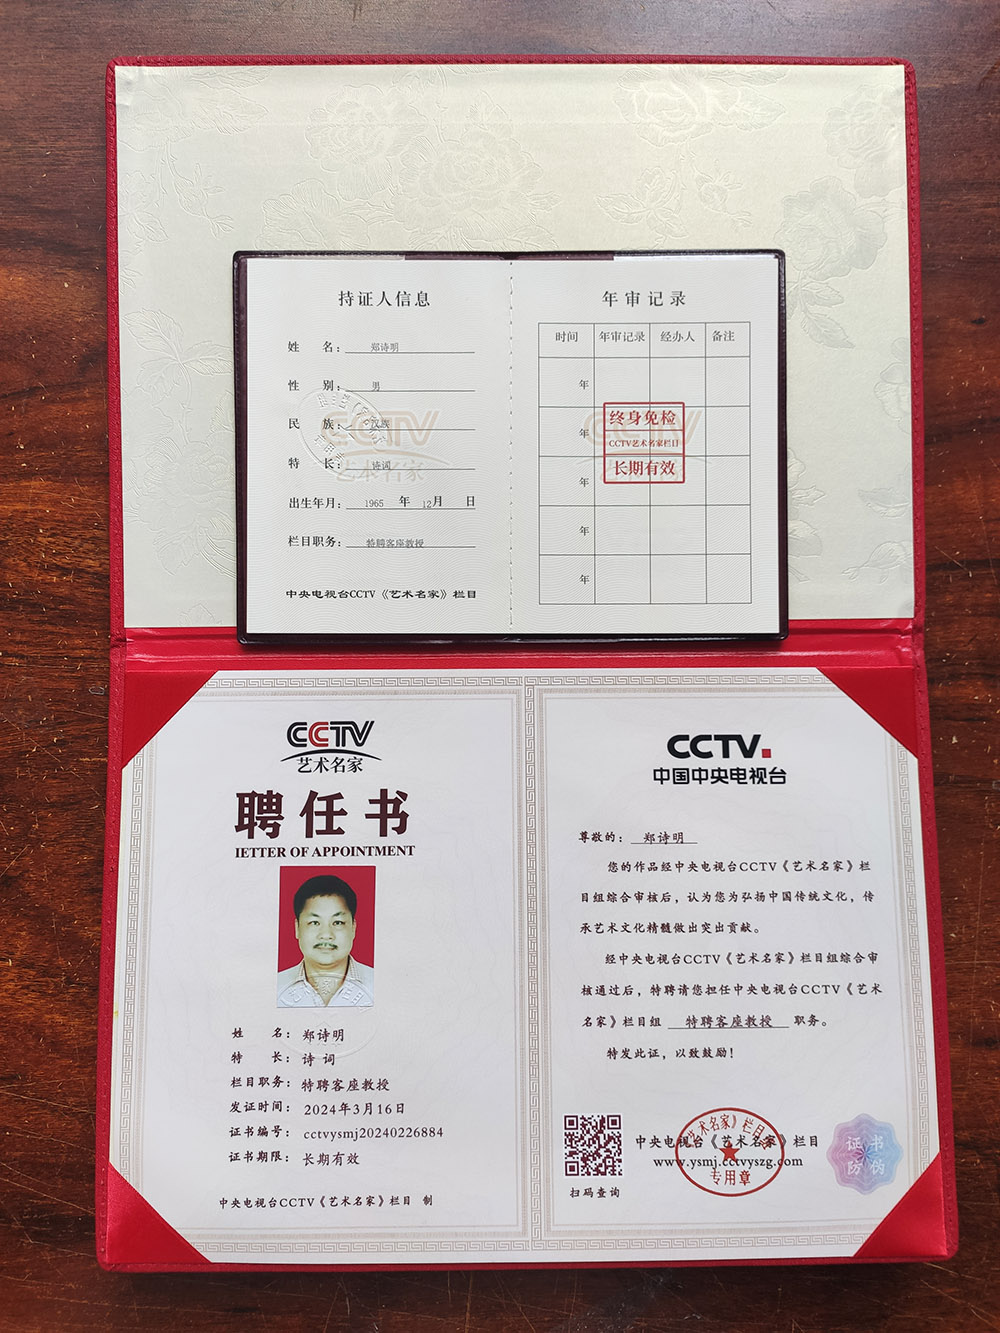 持证人信息
姓 名：郑诗明
性 别：男
民 族：汉族
特 长：诗词
出生年月：1965 年 12月 日
栏目职务：特聘客座教授
中央电视台CCTV《艺术名家》栏目
CCTV
艺术名家
年审记录
时间 年审记录 经办人 备注
年
年
年
年
年
终身免检
CCTV艺术名家栏目
长期有效
CCTV
艺术名家
聘任书
IETTER OF APPOINTMENT
姓 名：郑诗明
特 长：诗 词
栏目职务：特聘客座教授
发证时间：2024年3月16日
证书编号：cctvysmj20240226884
证书期限：长期有效
中央电视台CCTV《艺术名家》栏目 制
CCTV.
中国中央电视台
尊敬的：郑诗明
您的作品经中央电视台CCTV《艺术名家》栏
目组综合审核后，认为您为弘扬中国传统文化，传
承艺术文化精髓做出突出贡献。
经中央电视台CCTV《艺术名家》栏目组综合审
核通过后，特聘请您担任中央电视台CCTV《艺术
名家》栏目组 特聘客座教授 职务。
特发此证，以致鼓励！
扫码查询
中央电视台《艺术名家》栏目
www.ysmj.cctvyszg.com
专用章
证书
防伪